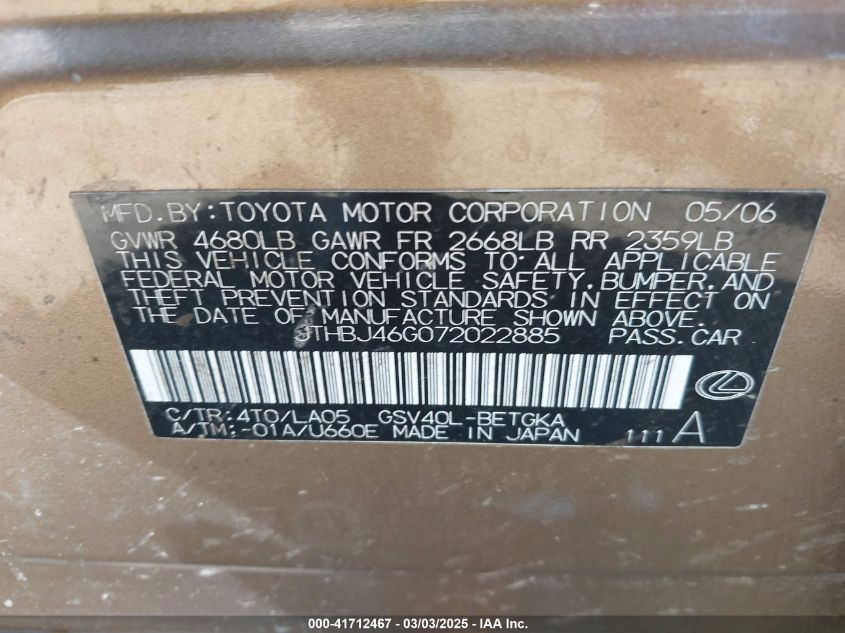 MFD.BY:TOYOTA MOTOR CORPORATION 05/06
GVWR 4680LB GAWR FR 2668LB RR 2359LB
THIS VEHICLE CONFORMS TO ALL APPLICABLE
FEDERAL MOTOR VEHICLE SAFETY,BUMPER,AND
THEFT PREVENTION STANDARDS IN EFFECT ON
THE DATE OF MANUFACTURE SHOWN ABOVE.
JTHBJ46G072022885 PASS.CAR
C/TR:4T0/LA05 GSV40L-BETGKA
A/TM:-01A/U660E MADE IN JAPAN 111 A
000-41712467 - 03/03/2025 - IAA Inc.